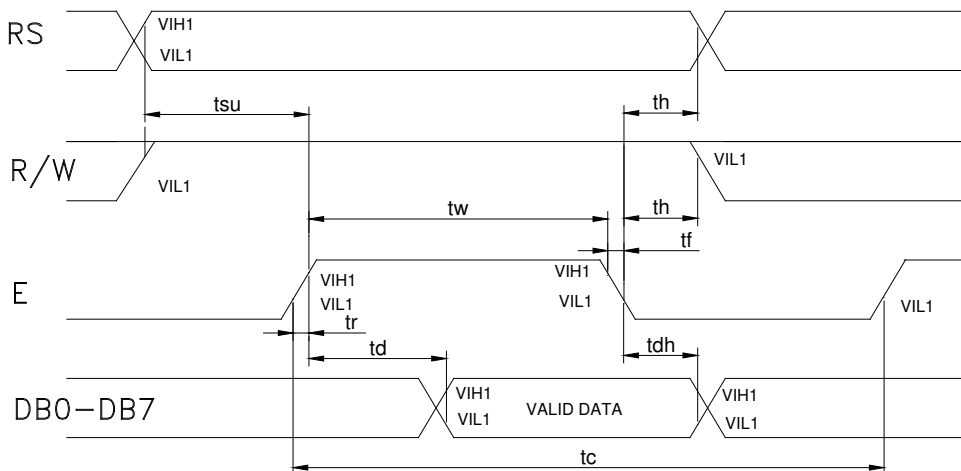 RS
VIH1
VIL1
tsu
th
R/W
VIL1
VIL1
tw
th
tf
E
VIH1
VIL1
VIH1
VIL1
VIL1
tr
td
tdh
DB0-DB7
VIH1
VIL1
VALID DATA
VIH1
VIL1
tc